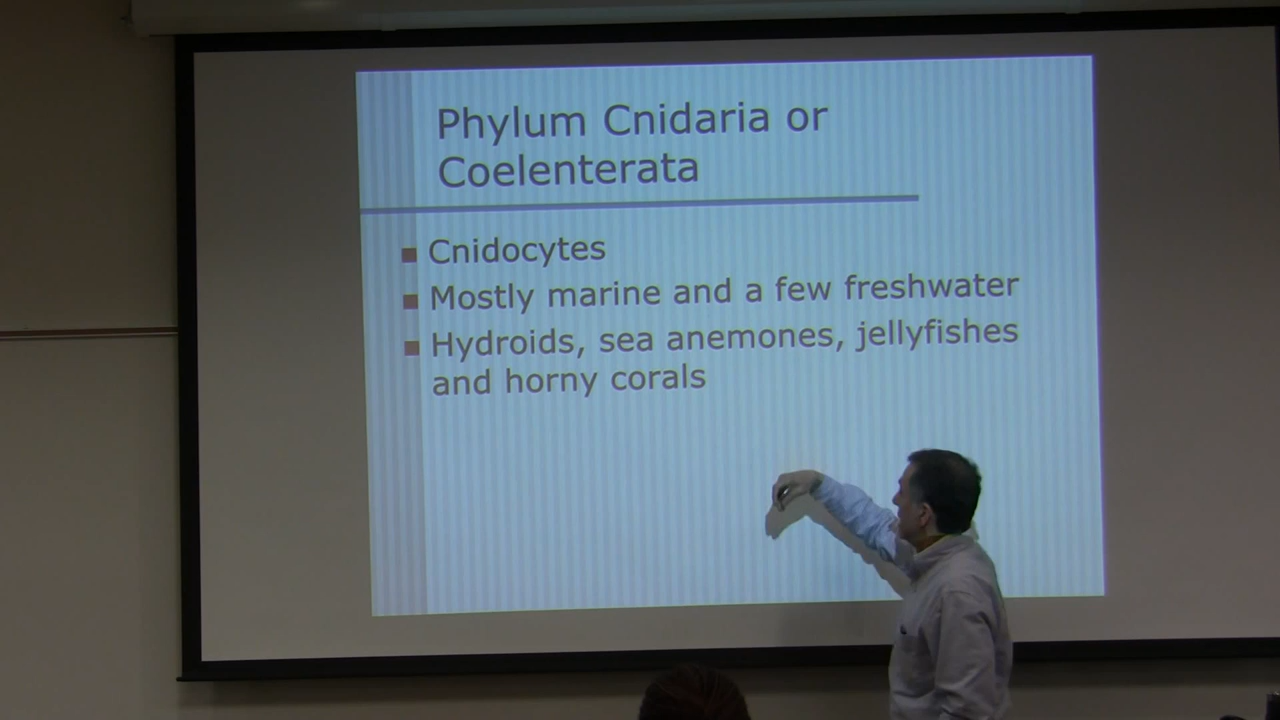 Phylum Cnidaria or
Coelenterata
Cnidocytes
Mostly marine and a few freshwater
Hydroids, sea anemones, jellyfishes
and horny corals